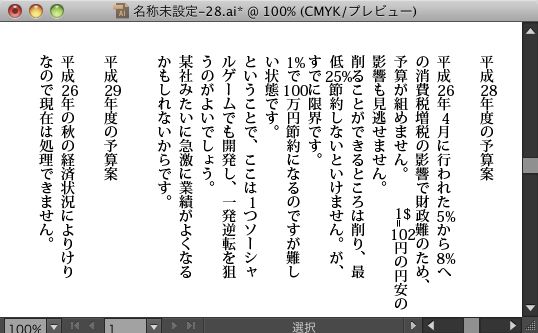 名称未設定-28.ai* @ 100% (CMYK/プレビュー)
平成28年度の予算案
平成26年4月に行われた5%から8%へ
の消費税増税の影響で財政難のため、
予算が組めません。 1$=102円の円安の
影響も見逃せません。
削ることができるところは削り、最
低25%節約しないといけません。が、
すでに限界です。
1%で100万円節約になるのですが難し
い状態です。
ということで、ここは1つソーシャ
ルゲームでも開発し、一発逆転を狙
うのがよいでしょう。
某社みたいに急激に業績がよくなる
かもしれないからです。
平成29年度の予算案
平成26年の秋の経済状況によりけり
なので現在は処理できません。
100% 1 選択